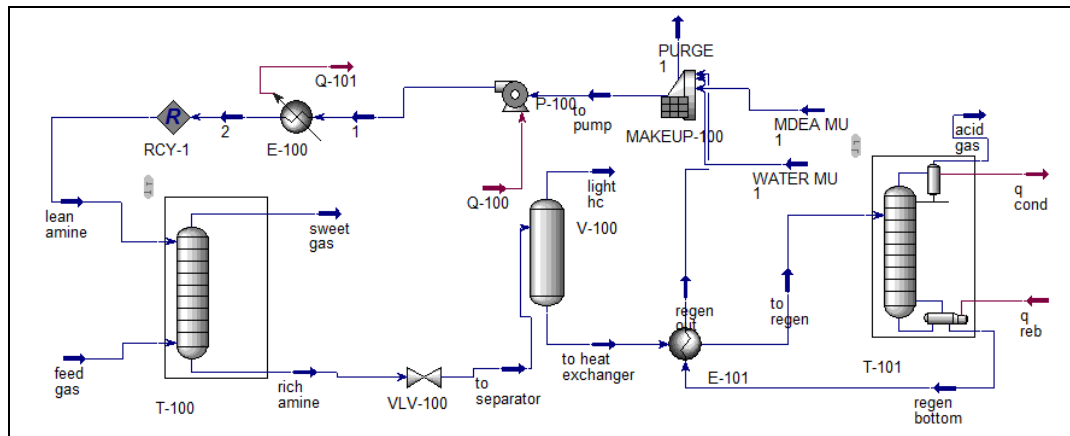 PURGE
1
Q-101
P-100
to
pump
MAKEUP-100
MDEA MU
1
acid
gas
R
2
1
RCY-1
E-100
WATER MU
1
Q-100
light
hc
V-100
q
cond
lean
amine
sweet
gas
regen
out
to
regen
q
reb
feed
gas
rich
amine
VLV-100
to
separator
to heat
exchanger
E-101
T-101
regen
bottom
T-100